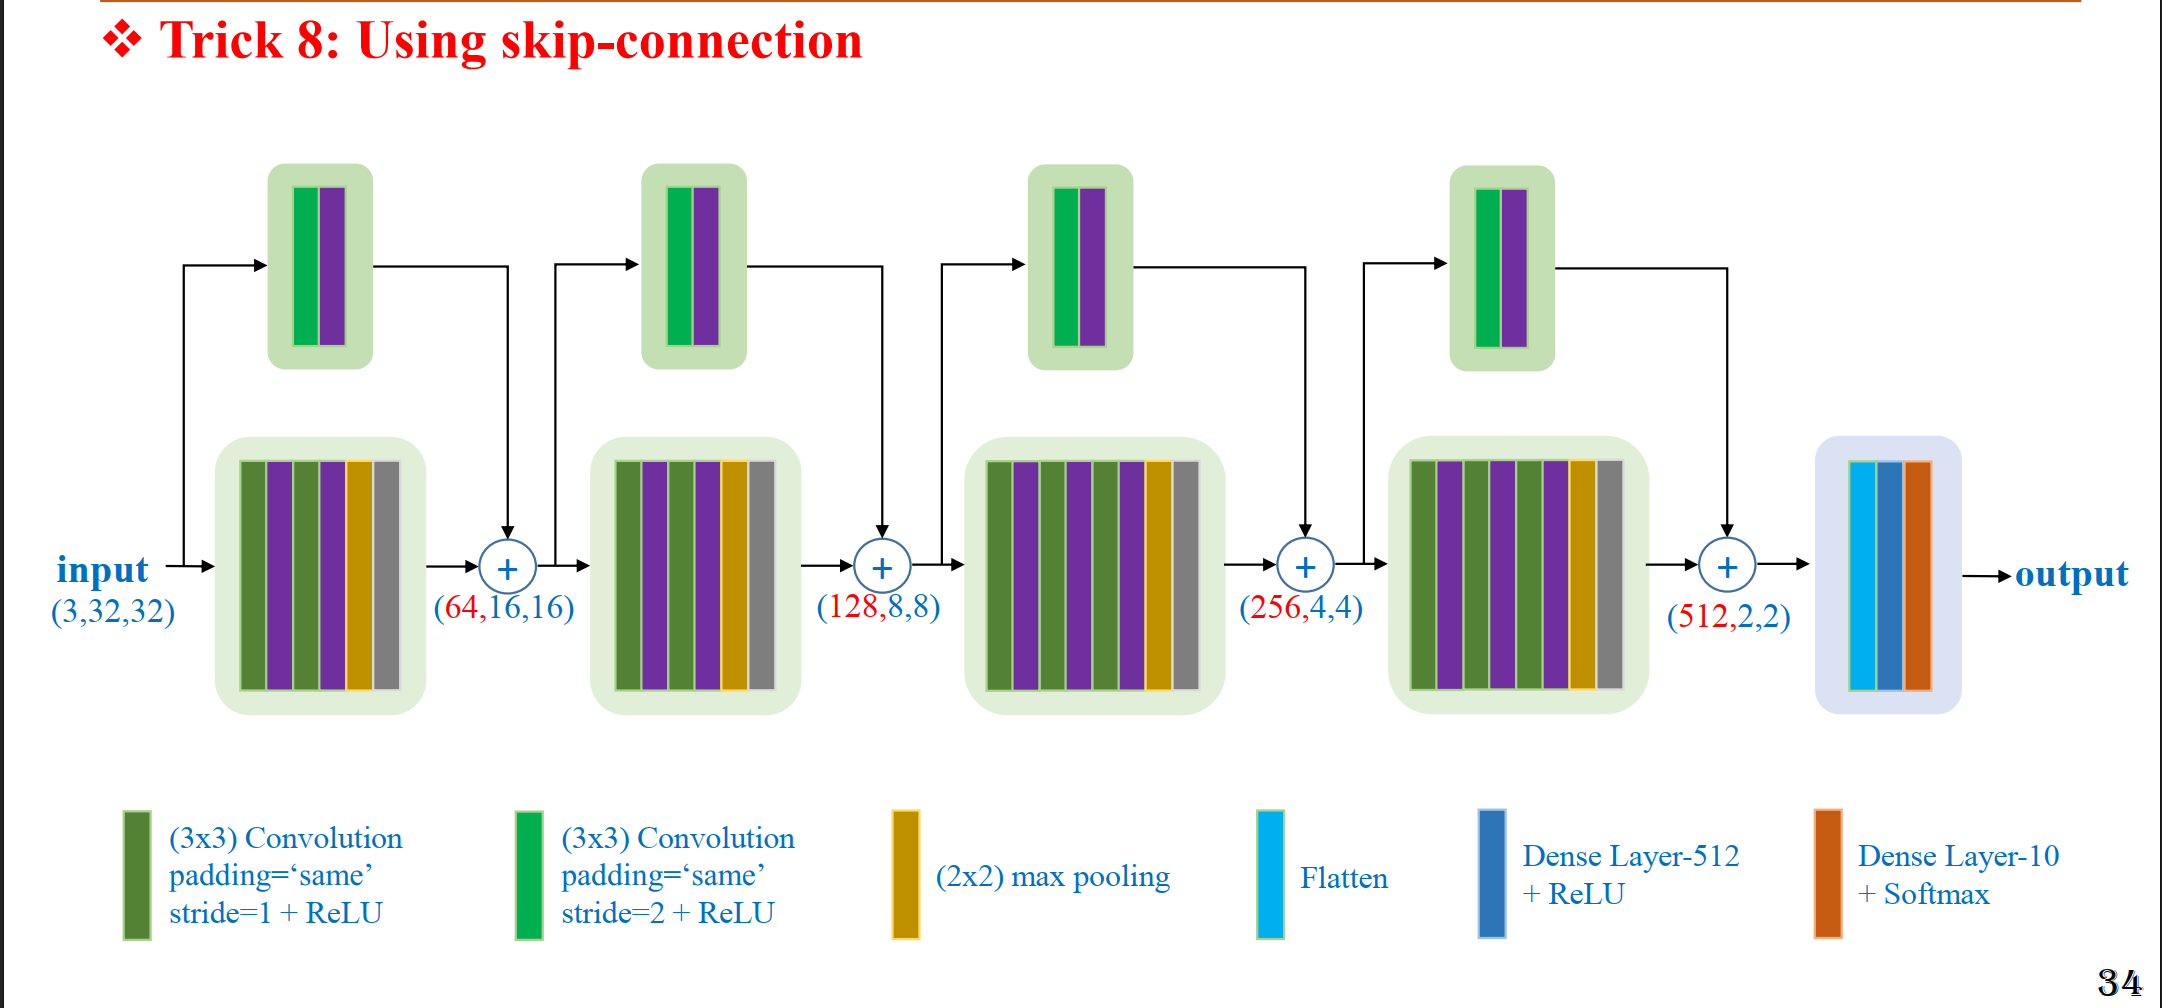 ❖ Trick 8: Using skip-connection
input
(3,32,32)
+
(64,16,16)
+
(128,8,8)
+
(256,4,4)
+
(512,2,2)
output
(3x3) Convolution
padding=‘same’
stride=1 + ReLU
(3x3) Convolution
padding=‘same’
stride=2 + ReLU
(2x2) max pooling
Flatten
Dense Layer-512
+ ReLU
Dense Layer-10
+ Softmax
34